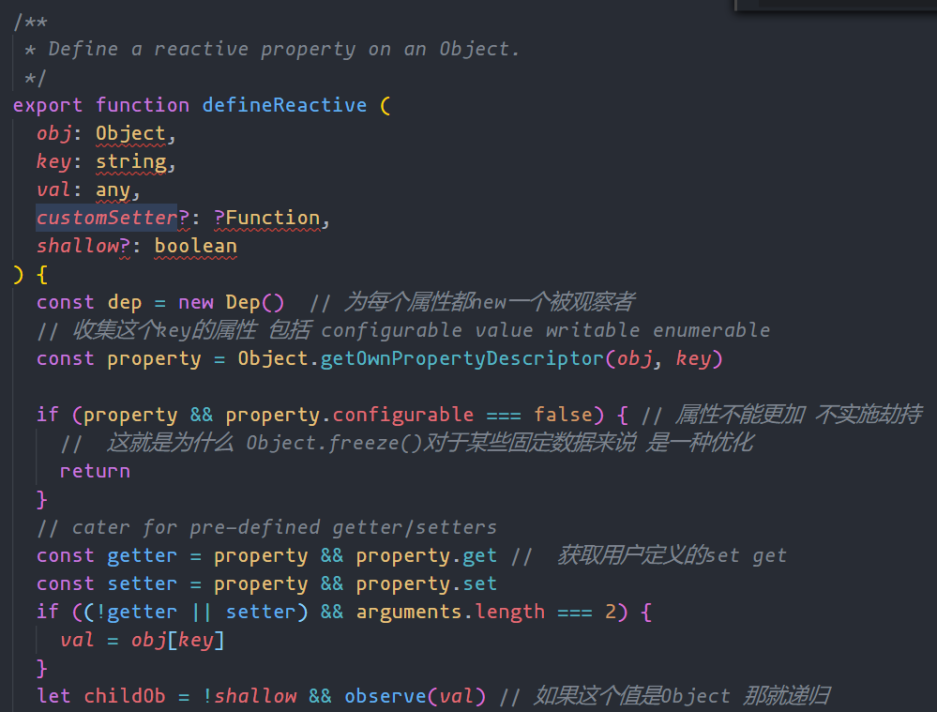 /**
 * Define a reactive property on an Object.
 */
export function defineReactive (
  obj: Object,
  key: string,
  val: any,
  customSetter?: ?Function,
  shallow?: boolean
) {
  const dep = new Dep()  // 为每个属性都new一个被观察者
  // 收集这个key的属性 包括 configurable value writable enumerable
  const property = Object.getOwnPropertyDescriptor(obj, key)
  if (property && property.configurable === false) { // 属性不能更加 不实施劫持
    //  这就是为什么 Object.freeze()对于某些固定数据来说 是一种优化
    return
  }
  // cater for pre-defined getter/setters
  const getter = property && property.get //  获取用户定义的set get
  const setter = property && property.set
  if ((!getter || setter) && arguments.length === 2) {
    val = obj[key]
  }
  let childOb = !shallow && observe(val) // 如果这个值是Object 那就递归